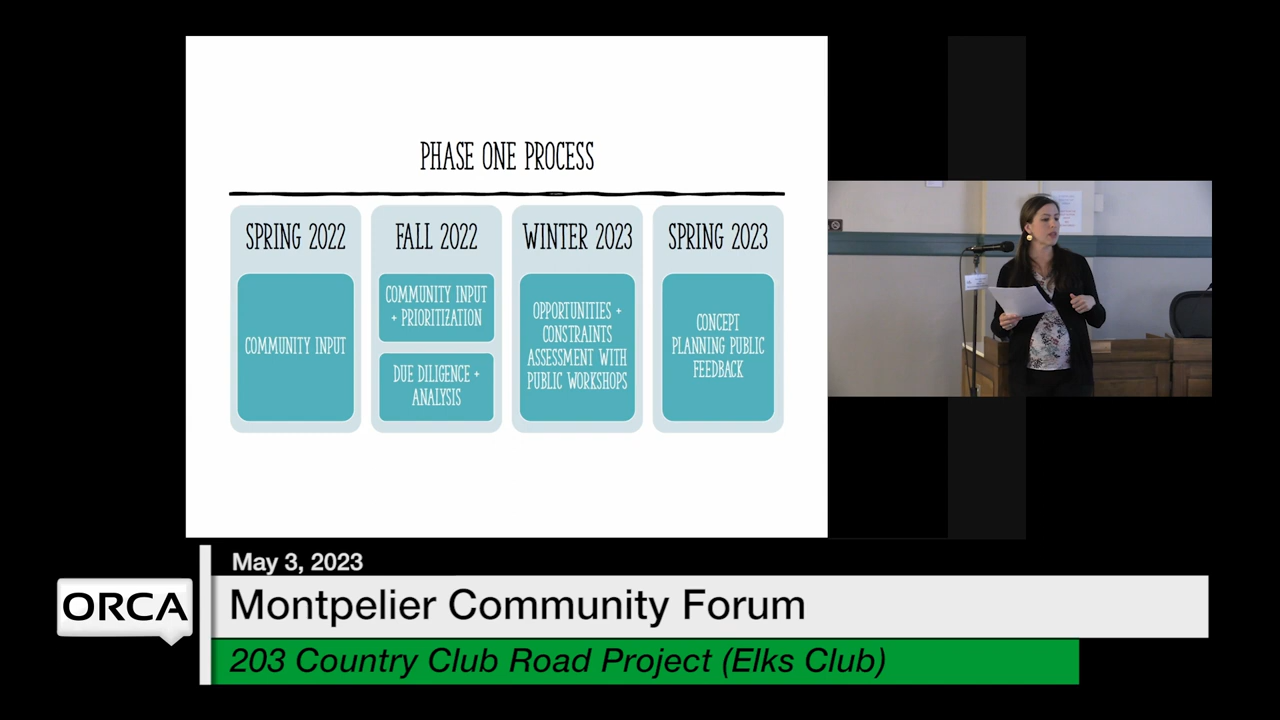 PHASE ONE PROCESS
SPRING 2022
COMMUNITY INPUT
FALL 2022
COMMUNITY INPUT
+ PRIORITIZATION
DUE DILIGENCE +
ANALYSIS
WINTER 2023
OPPORTUNITIES +
CONSTRAINTS
ASSESSMENT WITH
PUBLIC WORKSHOPS
SPRING 2023
CONCEPT
PLANNING PUBLIC
FEEDBACK
May 3, 2023
ORCA
Montpelier Community Forum
203 Country Club Road Project (Elks Club)